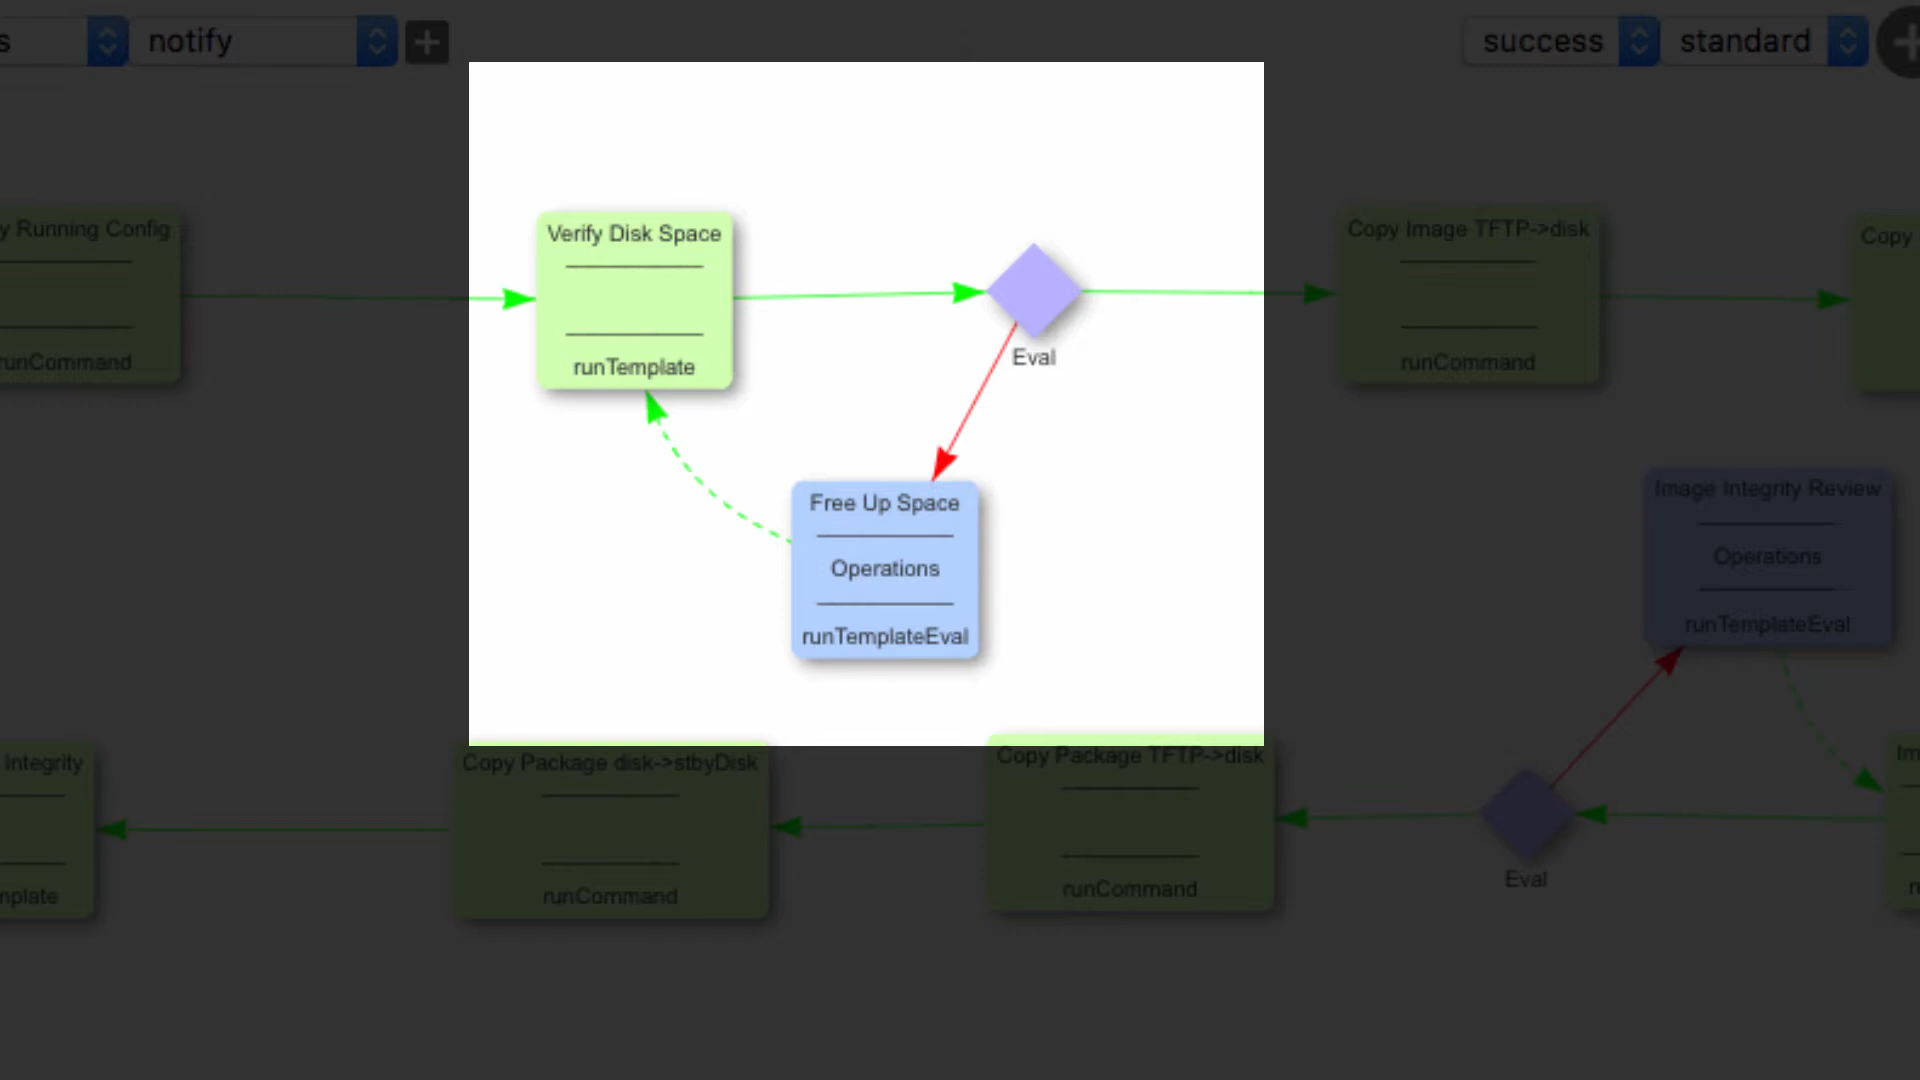 s
notify
success
standard
y Running Config
runCommand
Verify Disk Space
runTemplate
Eval
Copy Image TFTP->disk
runCommand
Copy
Free Up Space
Operations
runTemplateEval
Image Integrity Review
Operations
runTemplateEval
Integrity
mplate
Copy Package disk->stbyDisk
runCommand
Copy Package TFTP->disk
runCommand
Eval
Im